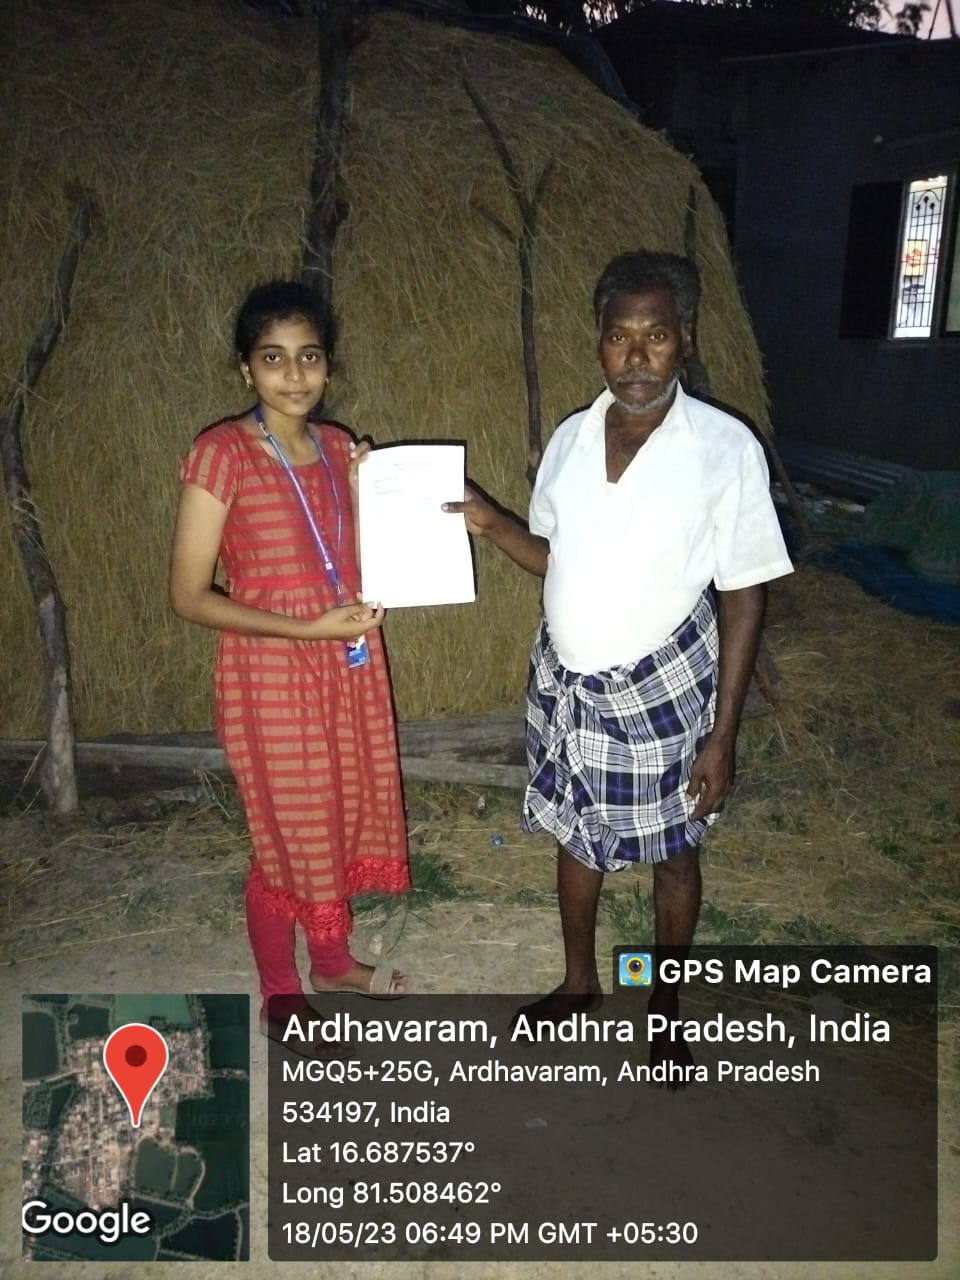 GPS Map Camera
Ardhavaram, Andhra Pradesh, India
MGQ5+25G, Ardhavaram, Andhra Pradesh
534197, India
Lat 16.687537°
Long 81.508462°
18/05/23 06:49 PM GMT +05:30
Google